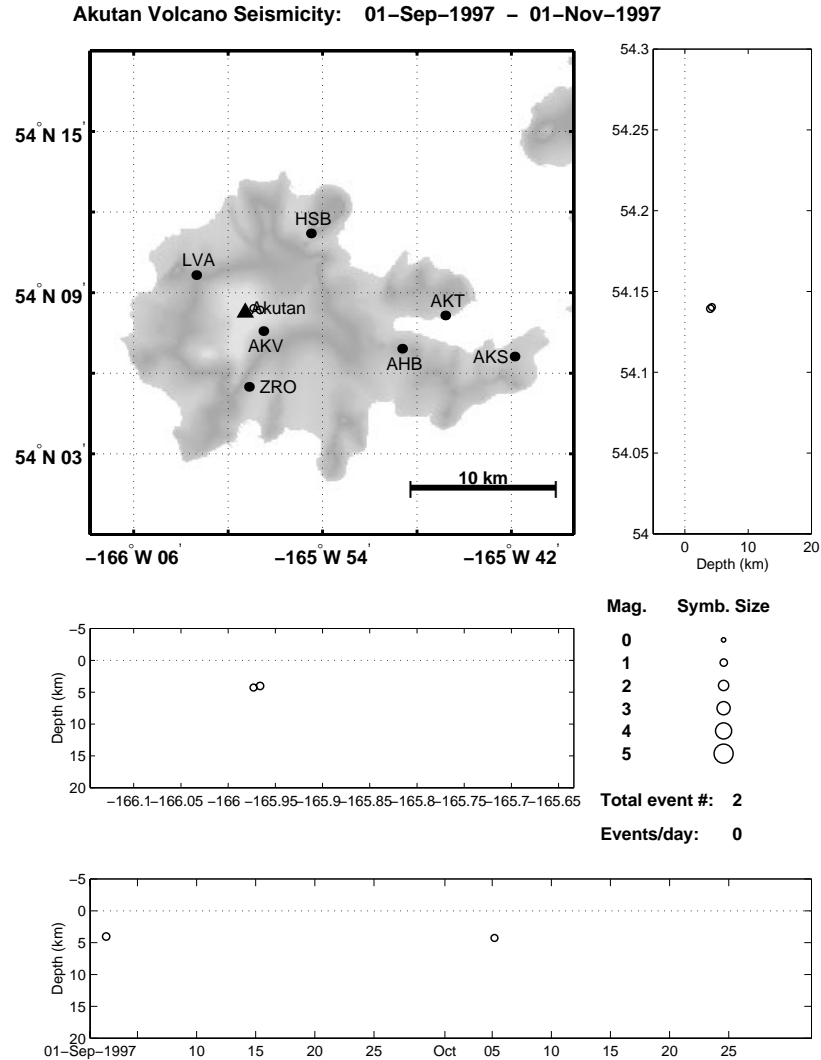 Akutan Volcano Seismicity: 01−Sep−1997 − 01−Nov−1997
54°N 15'
54°N 09'
54°N 03'
−166°W 06'
−165°W 54'
−165°W 42'
HSB
LVA
Akutan
AKV
ZRO
AKT
AHB
AKS
10 km
54.3
54.25
54.2
54.15
54.1
54.05
54
0
10
20
Depth (km)
Mag. Symb. Size
0
1
2
3
4
5
Total event #: 2
Events/day: 0
−5
0
5
10
15
20
Depth (km)
−166.1 −166.05 −166 −165.95 −165.9 −165.85 −165.8 −165.75 −165.7 −165.65
−5
0
5
10
15
20
Depth (km)
01−Sep−1997 10 15 20 25 Oct 05 10 15 20 25